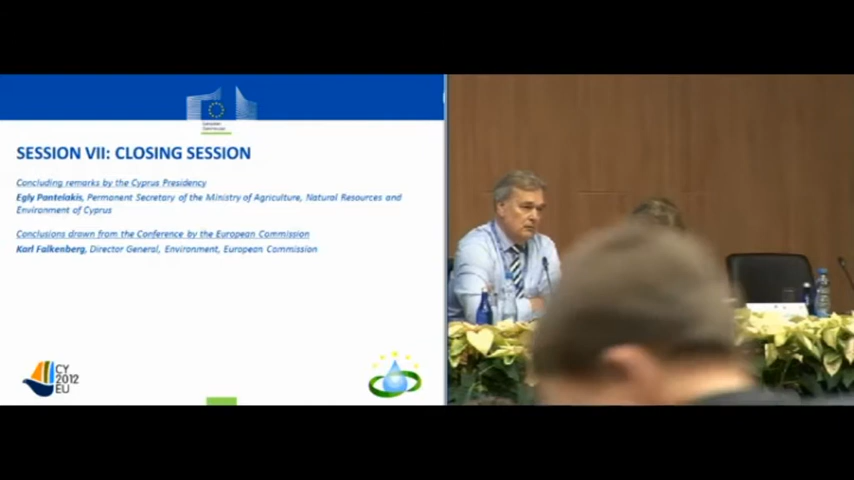 SESSION VII: CLOSING SESSION
Concluding remarks by the Cyprus Presidency
Egly Pantelakis, Permanent Secretary of the Ministry of Agriculture, Natural Resources and
Environment of Cyprus
Conclusions drawn from the Conference by the European Commission
Karl Falkenberg, Director General, Environment, European Commission
CY
2012
EU